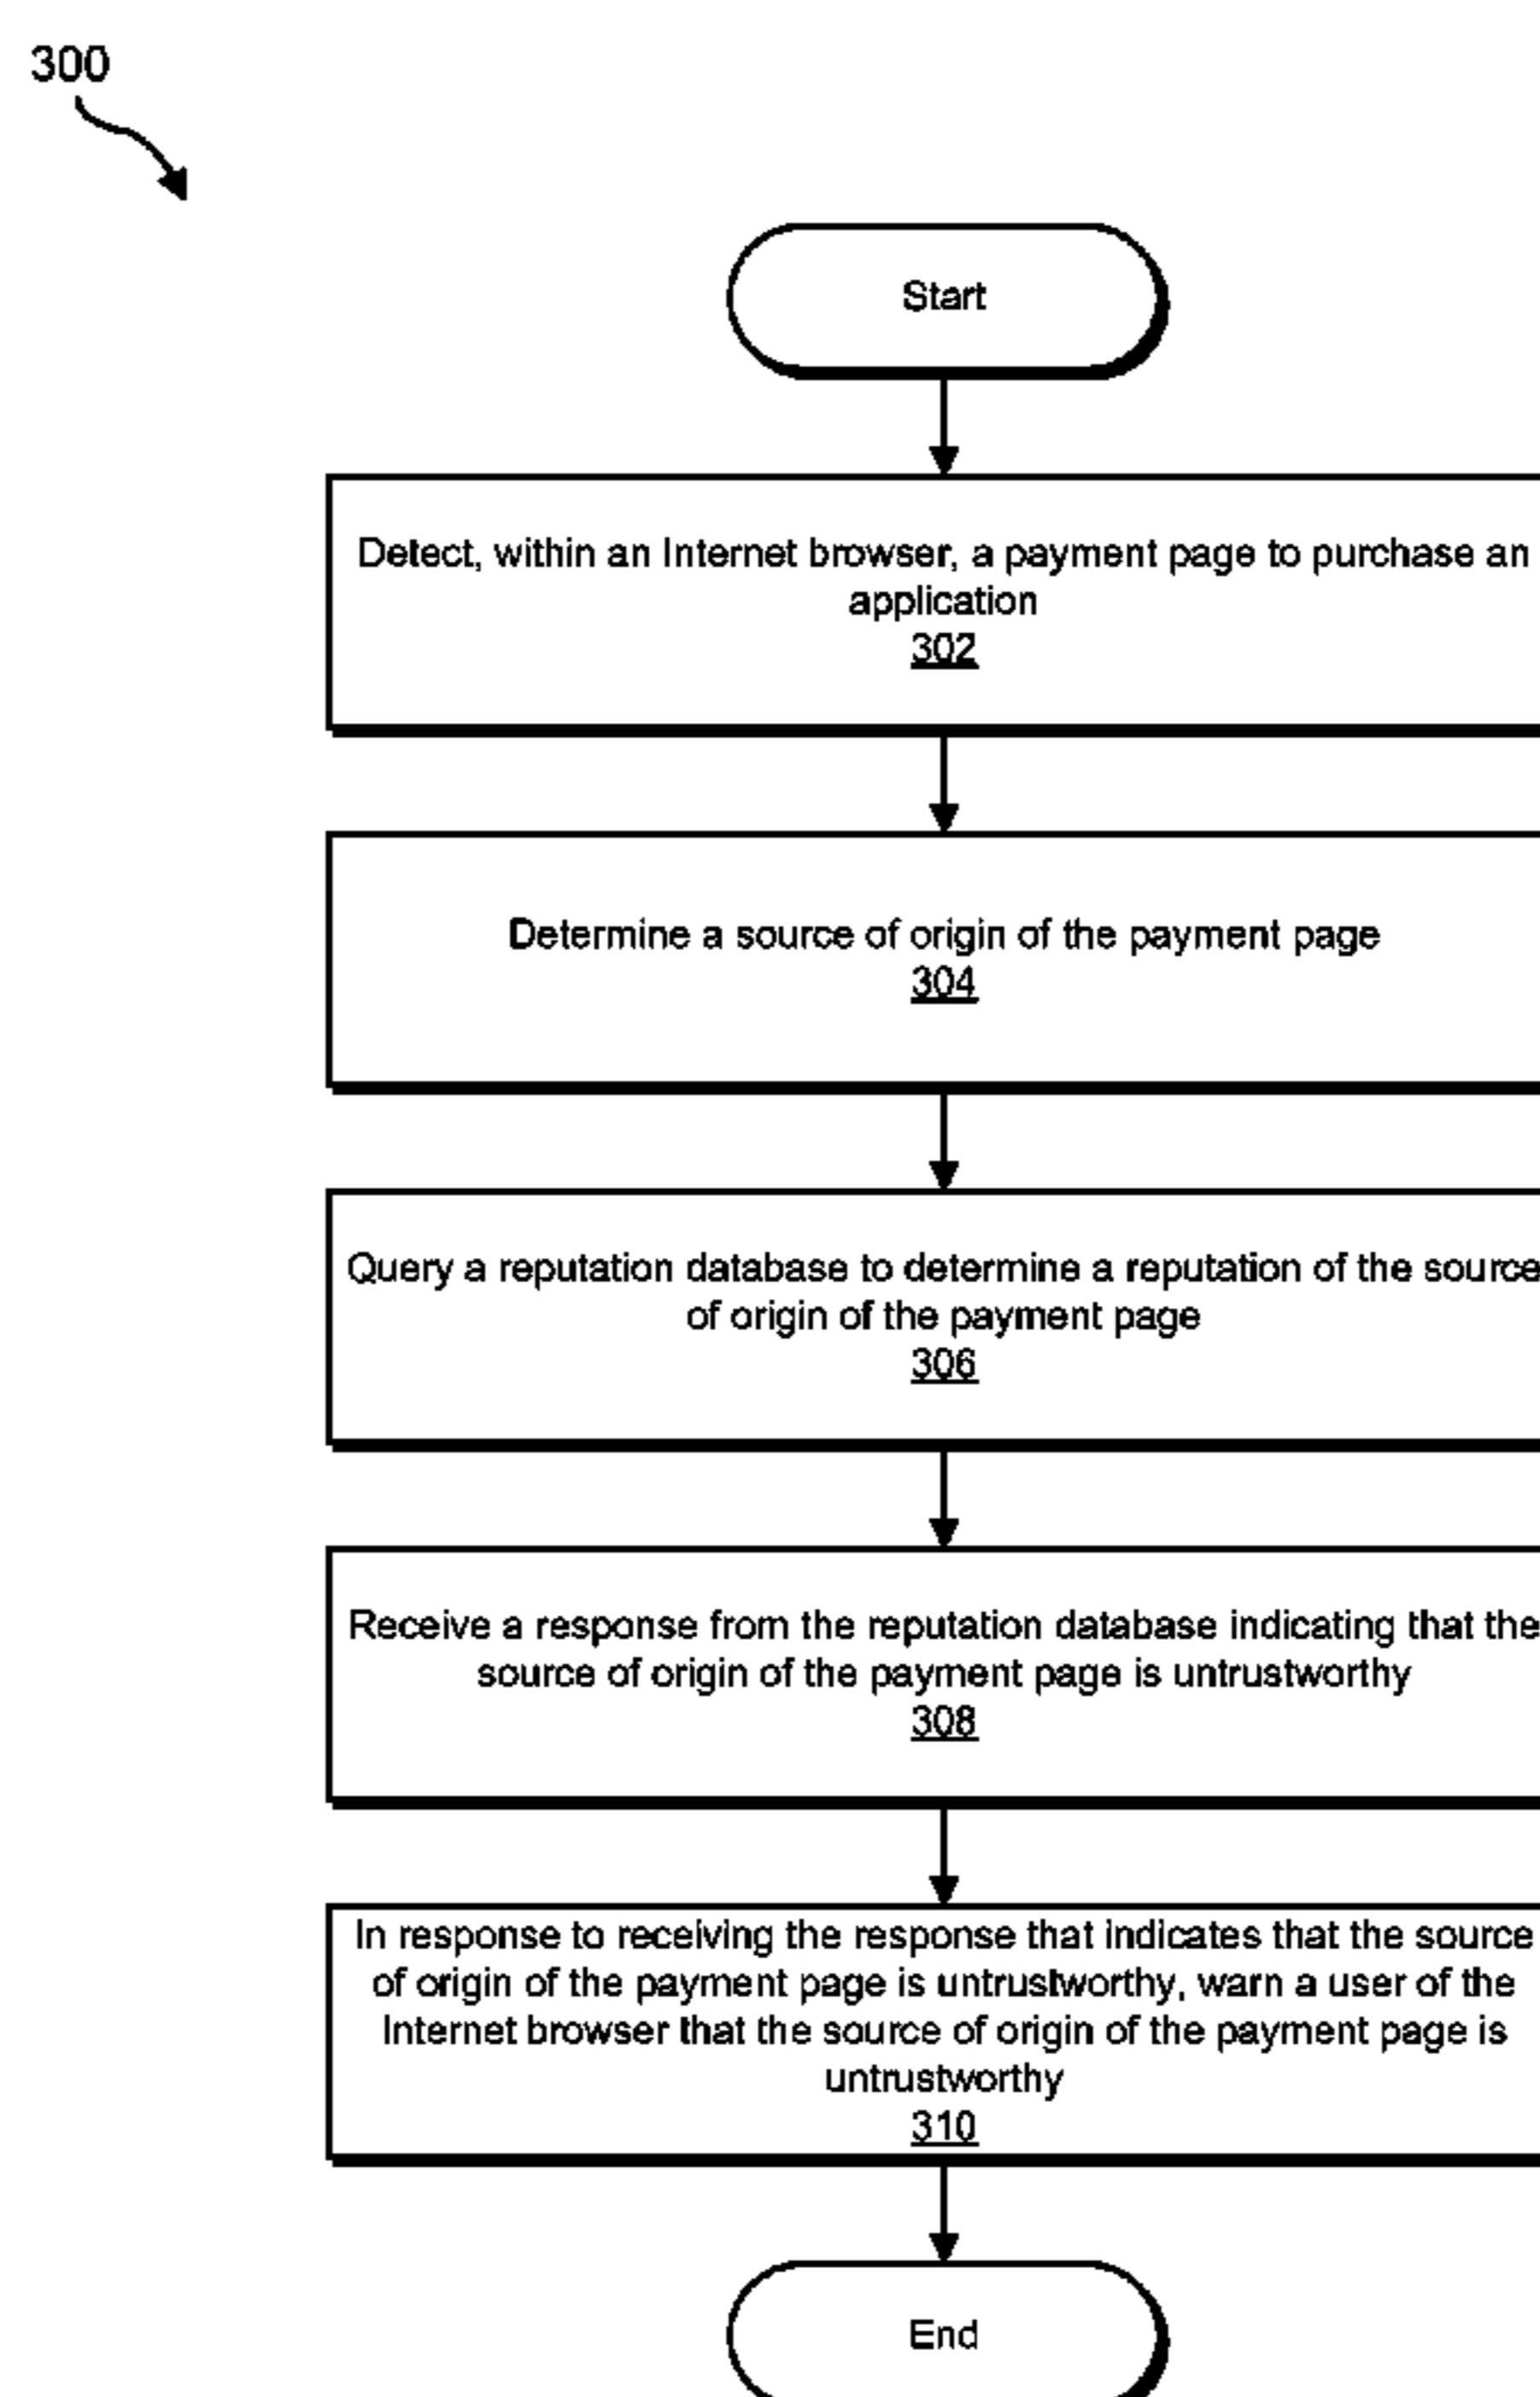 300
Start
Detect, within an Internet browser, a payment page to purchase an
application
302
Determine a source of origin of the payment page
304
Query a reputation database to determine a reputation of the source
of origin of the payment page
306
Receive a response from the reputation database indicating that the
source of origin of the payment page is untrustworthy
308
In response to receiving the response that indicates that the source
of origin of the payment page is untrustworthy, warn a user of the
Internet browser that the source of origin of the payment page is
untrustworthy
310
End